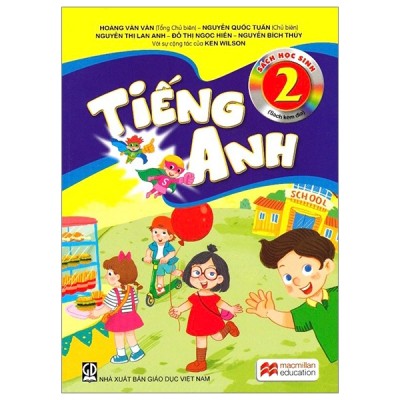 HOÀNG VĂN VÂN (Tổng Chủ biên) – NGUYỄN QUỐC TUẤN (Chủ biên)
NGUYỄN THỊ LAN ANH – ĐỖ THỊ NGỌC HIỀN – NGUYỄN BÍCH THỦY
Với sự cộng tác của KEN WILSON
SÁCH HỌC SINH
2
(Sách kèm đĩa)
TIẾNG
ANH
SCHOOL
S
GD
NHÀ XUẤT BẢN GIÁO DỤC VIỆT NAM
macmillan
education